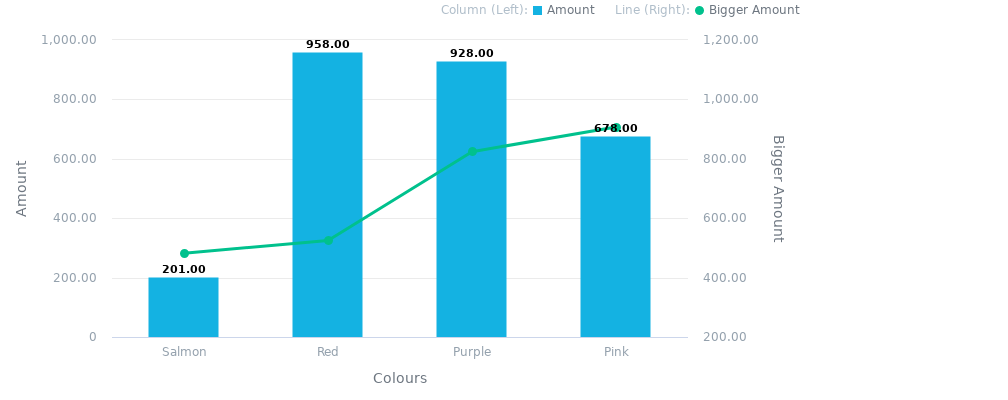 Column (Left): Amount Line (Right): Bigger Amount
1,000.00 1,200.00
958.00
928.00
800.00 1,000.00
678.00
600.00 800.00
Amount
Bigger Amount
400.00 600.00
201.00
200.00 400.00
0 200.00
Salmon Red Purple Pink
Colours